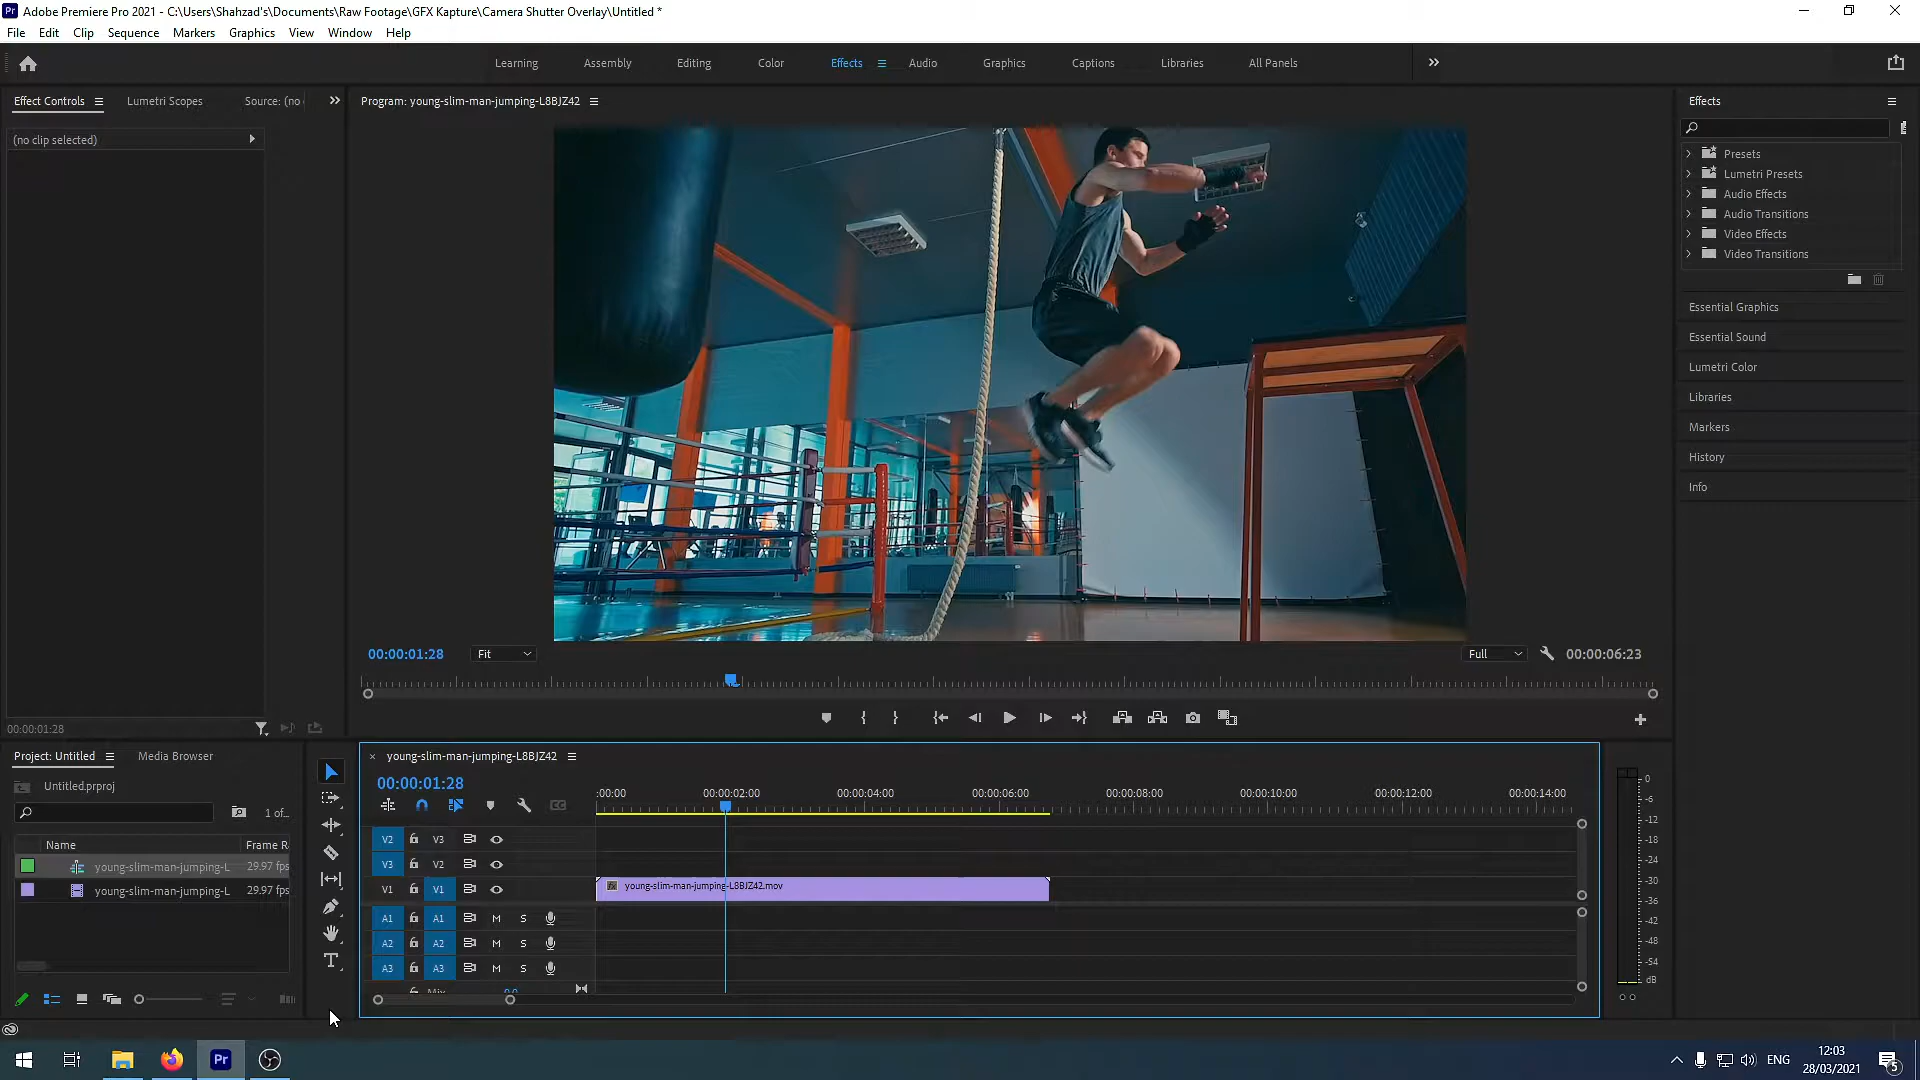 Pr Adobe Premiere Pro 2021 - C:\Users\Shahzad's\Documents\Raw Footage\GFX Kapture\Camera Shutter Overlay\Untitled *
File Edit Clip Sequence Markers Graphics View Window Help
Learning Assembly Editing Color Effects Audio Graphics Captions Libraries All Panels
Effect Controls Lumetri Scopes Source: (no
Program: young-slim-man-jumping-L8BJZ42
Effects
(no clip selected)
Presets
Lumetri Presets
Audio Effects
Audio Transitions
Video Effects
Video Transitions
Essential Graphics
Essential Sound
Lumetri Color
Libraries
Markers
History
Info
00:00:01:28 Fit Full 00:00:06:23
00:00:01:28
Project: Untitled Media Browser
Untitled.prproj
1 of...
Name Frame R
young-slim-man-jumping-L 29.97 fps
young-slim-man-jumping-L 29.97 fps
young-slim-man-jumping-L8BJZ42
00:00:01:28
:00:00 00:00:02:00 00:00:04:00 00:00:06:00 00:00:08:00 00:00:10:00 00:00:12:00 00:00:14:00
V2 V3
V3 V2
V1 V1 fx young-slim-man-jumping-L8BJZ42.mov
A1 A1 M S
A2 A2 M S
A3 A3 M S
Mix 0.0
0
-6
-12
-18
-24
-30
-36
-42
-48
-54
dB
Pr
ENG
12:03
28/03/2021
5